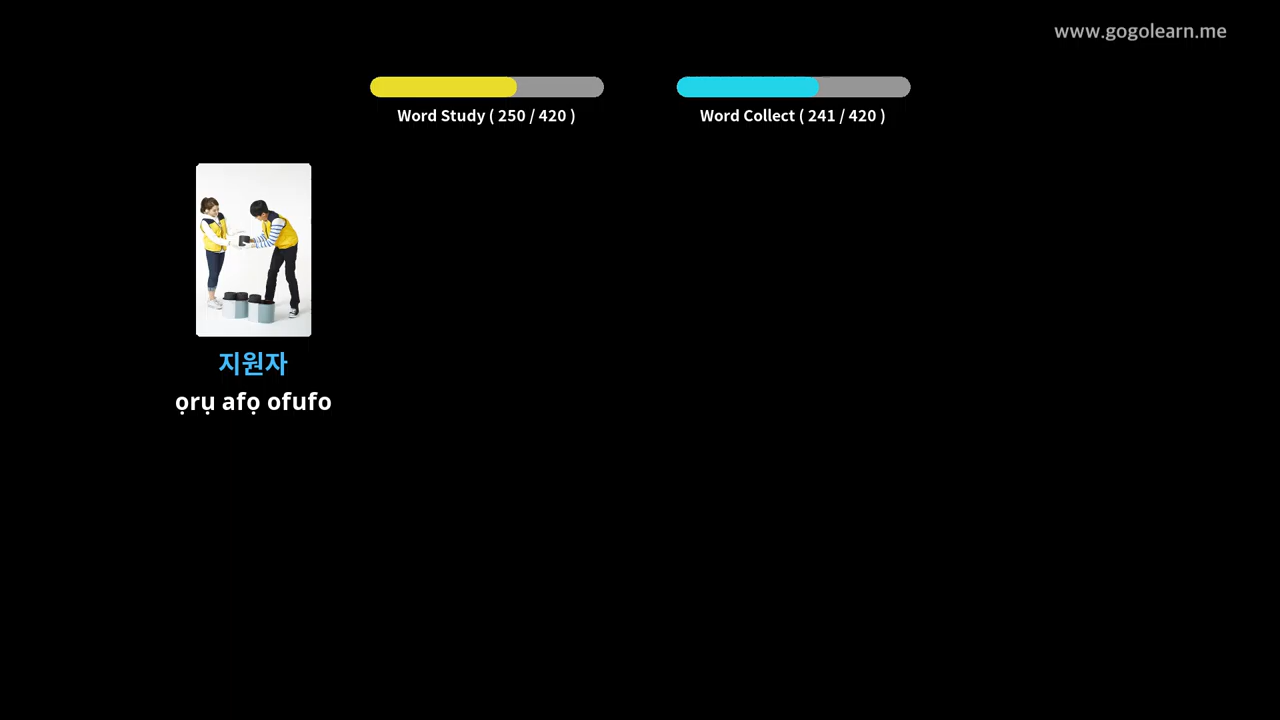 www.gogolearn.me
Word Study ( 250 / 420 )
Word Collect ( 241 / 420 )
지원자
ọrụ afọ ofufo